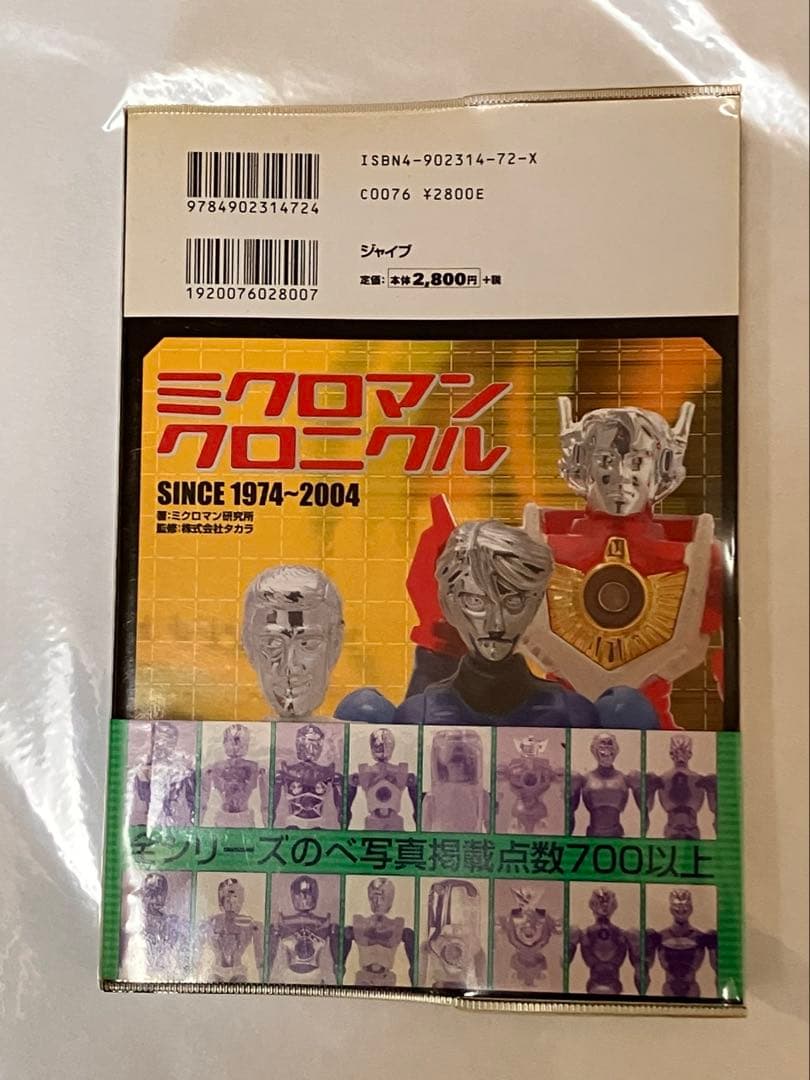 ISBN4-902314-72-X
9784902314724
C0076 ¥2800E
ジャイブ
1920076028007
定価：本体2,800円+税
ミクロマン
クロニクル
SINCE 1974~2004
著：ミクロマン研究所
監修：株式会社タカラ
全シリーズのべ写真掲載点数700以上